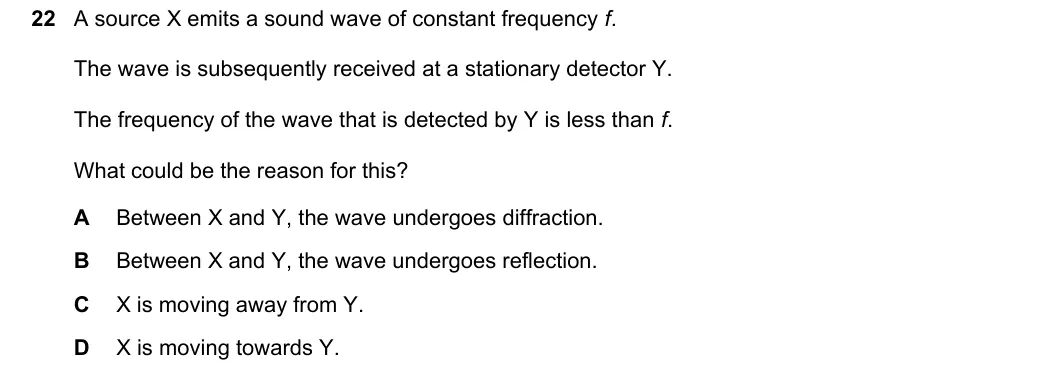 22 A source X emits a sound wave of constant frequency f.
The wave is subsequently received at a stationary detector Y.
The frequency of the wave that is detected by Y is less than f.
What could be the reason for this?
A Between X and Y, the wave undergoes diffraction.
B Between X and Y, the wave undergoes reflection.
C X is moving away from Y.
D X is moving towards Y.